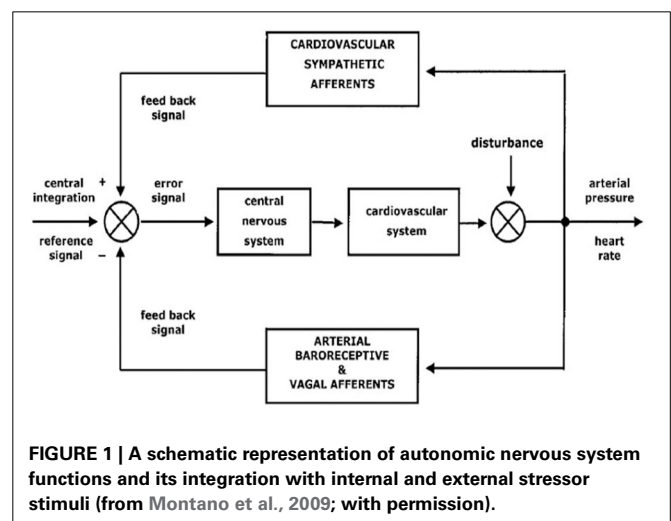 CARDIOVASCULAR
SYMPATHETIC
AFFERENTS
feed back
signal
disturbance
central
integration
+
error
signal
central
nervous
system
cardiovascular
system
arterial
pressure
reference
signal
−
heart
rate
feed back
signal
ARTERIAL
BARORECEPTIVE
&
VAGAL AFFERENTS
FIGURE 1 | A schematic representation of autonomic nervous system
functions and its integration with internal and external stressor
stimuli (from Montano et al., 2009; with permission).